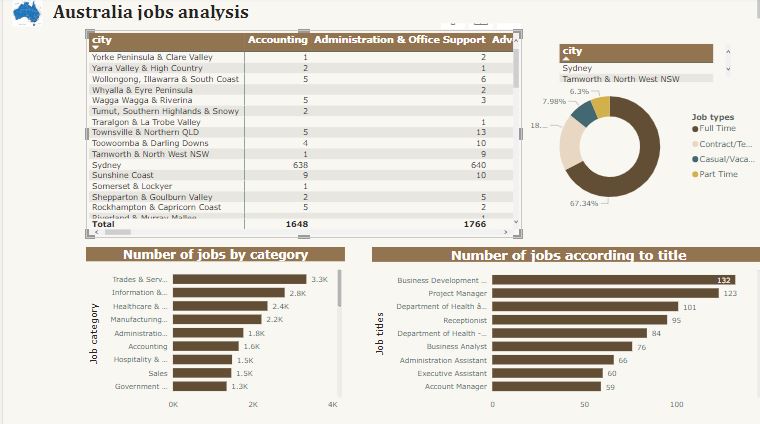 Australia jobs analysis
city Accounting Administration & Office Support Adv
Yorke Peninsula & Clare Valley 1 2
Yarra Valley & High Country 2 1
Wollongong, Illawarra & South Coast 5 6
Whyalla & Eyre Peninsula 2
Wagga Wagga & Riverina 5 3
Tumut, Southern Highlands & Snowy 2
Traralgon & La Trobe Valley 1
Townsville & Northern QLD 5 13
Toowoomba & Darling Downs 4 10
Tamworth & North West NSW 1 9
Sydney 638 640
Sunshine Coast 9 10
Somerset & Lockyer 1
Shepparton & Goulburn Valley 2 5
Rockhampton & Capricorn Coast 5 2
Riverland & Murray Mallee 1
Total 1648 1766
city
Sydney
Tamworth & North West NSW
6.3%
7.98%
18....
67.34%
Job types
Full Time
Contract/Te...
Casual/Vaca...
Part Time
Number of jobs by category
Job category
Trades & Serv... 3.3K
Information &... 2.8K
Healthcare & ... 2.4K
Manufacturing... 2.2K
Administratio... 1.8K
Accounting 1.6K
Hospitality & ... 1.5K
Sales 1.5K
Government ... 1.3K
0K 2K 4K
Number of jobs according to title
Job titles
Business Development ... 132
Project Manager 123
Department of Health â... 101
Receptionist 95
Department of Health -... 84
Business Analyst 76
Administration Assistant 66
Executive Assistant 60
Account Manager 59
0 50 100